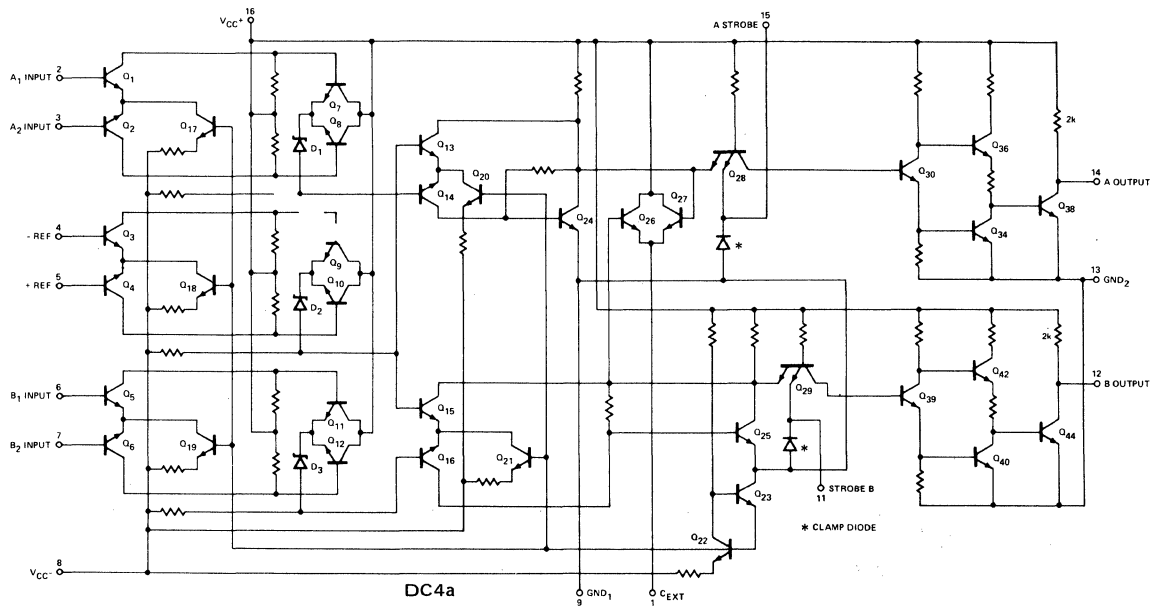 15
16
A STROBE
VCC+
2
A1 INPUT
Q1
Q7
Q8
3
A2 INPUT
Q2
Q17
D1
Q13
Q20
Q14
Q24
Q26
Q27
Q28
*
Q30
Q36
Q34
2k
14
A OUTPUT
Q38
13
GND2
4
- REF
Q3
Q9
Q10
5
+ REF
Q4
Q18
D2
6
B1 INPUT
Q5
Q11
Q12
7
B2 INPUT
Q6
Q19
D3
Q15
Q16
Q21
Q25
Q29
*
Q23
11
STROBE B
Q22
* CLAMP DIODE
Q39
Q42
Q40
2k
12
B OUTPUT
Q44
8
VCC-
DC4a
9
GND1
1
CEXT